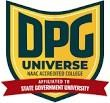 DPG
UNIVERSE
NAAC ACCREDITED COLLEGE
AFFILIATED TO
STATE GOVERNMENT UNIVERSITY